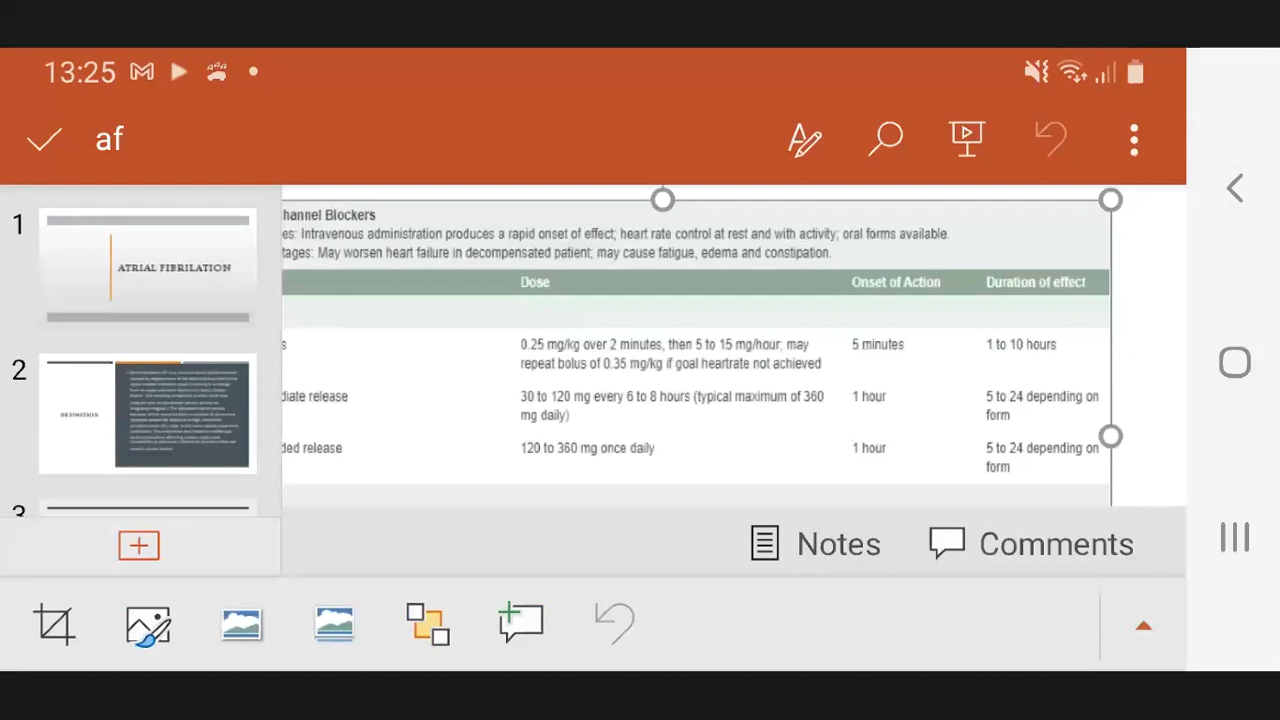 13:25
af
1
ATRIAL FIBRILATION
2
DEFINITION
3
hannel Blockers
es: Intravenous administration produces a rapid onset of effect; heart rate control at rest and with activity; oral forms available.
tages: May worsen heart failure in decompensated patient; may cause fatigue, edema and constipation.
Dose Onset of Action Duration of effect
s 0.25 mg/kg over 2 minutes, then 5 to 15 mg/hour; may 5 minutes 1 to 10 hours
repeat bolus of 0.35 mg/kg if goal heartrate not achieved
diate release 30 to 120 mg every 6 to 8 hours (typical maximum of 360 1 hour 5 to 24 depending on
mg daily) form
ded release 120 to 360 mg once daily 1 hour 5 to 24 depending on
form
Notes Comments